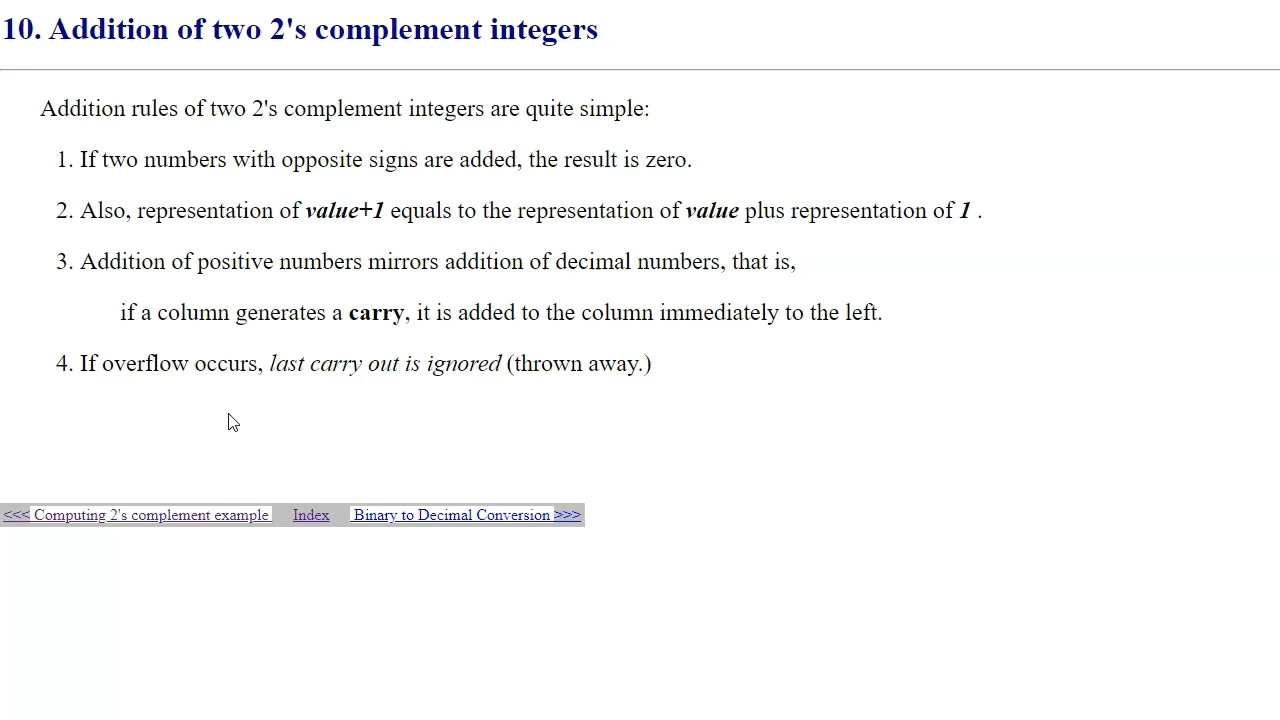 10. Addition of two 2's complement integers
Addition rules of two 2's complement integers are quite simple:
1. If two numbers with opposite signs are added, the result is zero.
2. Also, representation of value+1 equals to the representation of value plus representation of 1 .
3. Addition of positive numbers mirrors addition of decimal numbers, that is,
if a column generates a carry, it is added to the column immediately to the left.
4. If overflow occurs, last carry out is ignored (thrown away.)
<<< Computing 2's complement example Index Binary to Decimal Conversion >>>